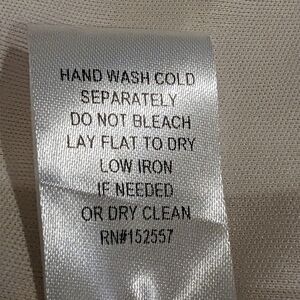 HAND WASH COLD
SEPARATELY
DO NOT BLEACH
LAY FLAT TO DRY
LOW IRON
IF NEEDED
OR DRY CLEAN
RN#152557